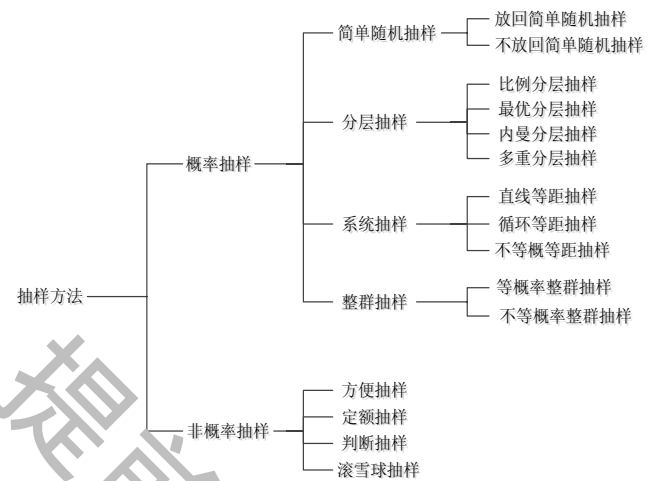 抽样方法
概率抽样
简单随机抽样
放回简单随机抽样
不放回简单随机抽样
分层抽样
比例分层抽样
最优分层抽样
内曼分层抽样
多重分层抽样
系统抽样
直线等距抽样
循环等距抽样
不等概等距抽样
整群抽样
等概率整群抽样
不等概率整群抽样
非概率抽样
方便抽样
定额抽样
判断抽样
滚雪球抽样
提